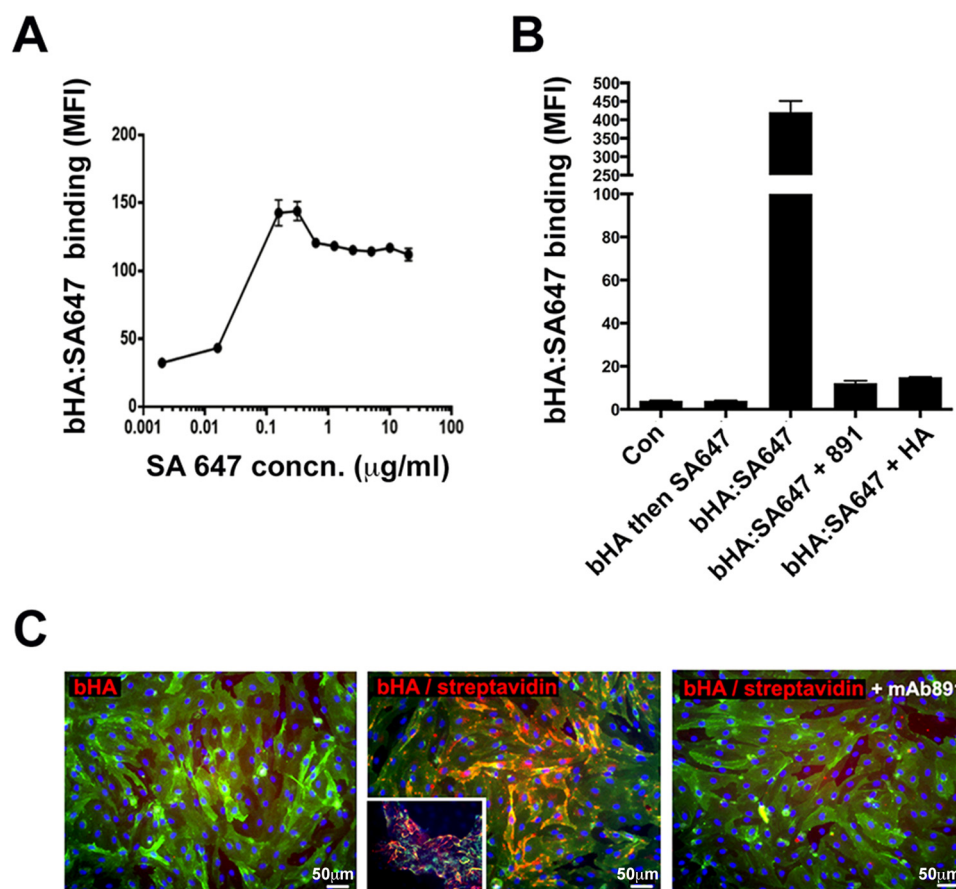 A
bHA:SA647 binding (MFI)
200
150
100
50
0
0.001 0.01 0.1 1 10 100
SA 647 concn. (μg/ml)
B
bHA:SA647 binding (MFI)
500
450
400
350
300
250
100
80
60
40
20
0
Con
bHA then SA647
bHA:SA647
bHA:SA647 + 891
bHA:SA647 + HA
C
bHA
50μm
bHA / streptavidin
50μm
bHA / streptavidin + mAb891
50μm